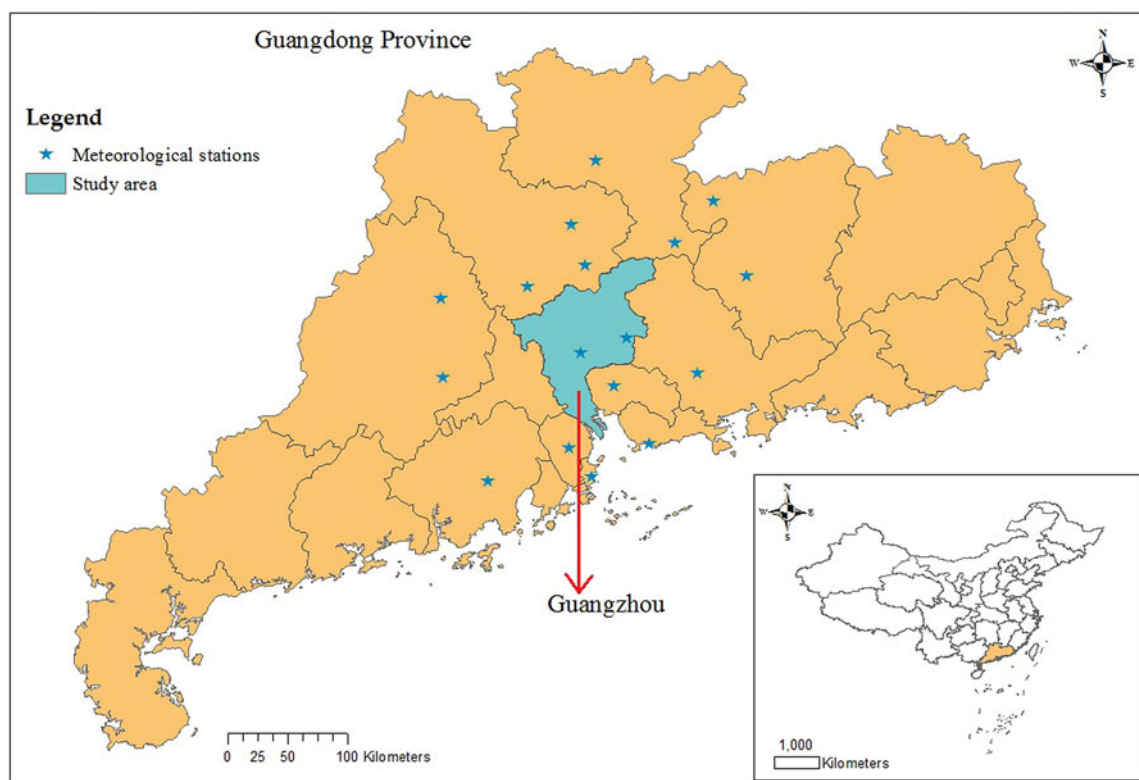 Guangdong Province
N
W E
S
Legend
Meteorological stations
Study area
Guangzhou
0 25 50 100 Kilometers
N
W E
S
1,000
Kilometers